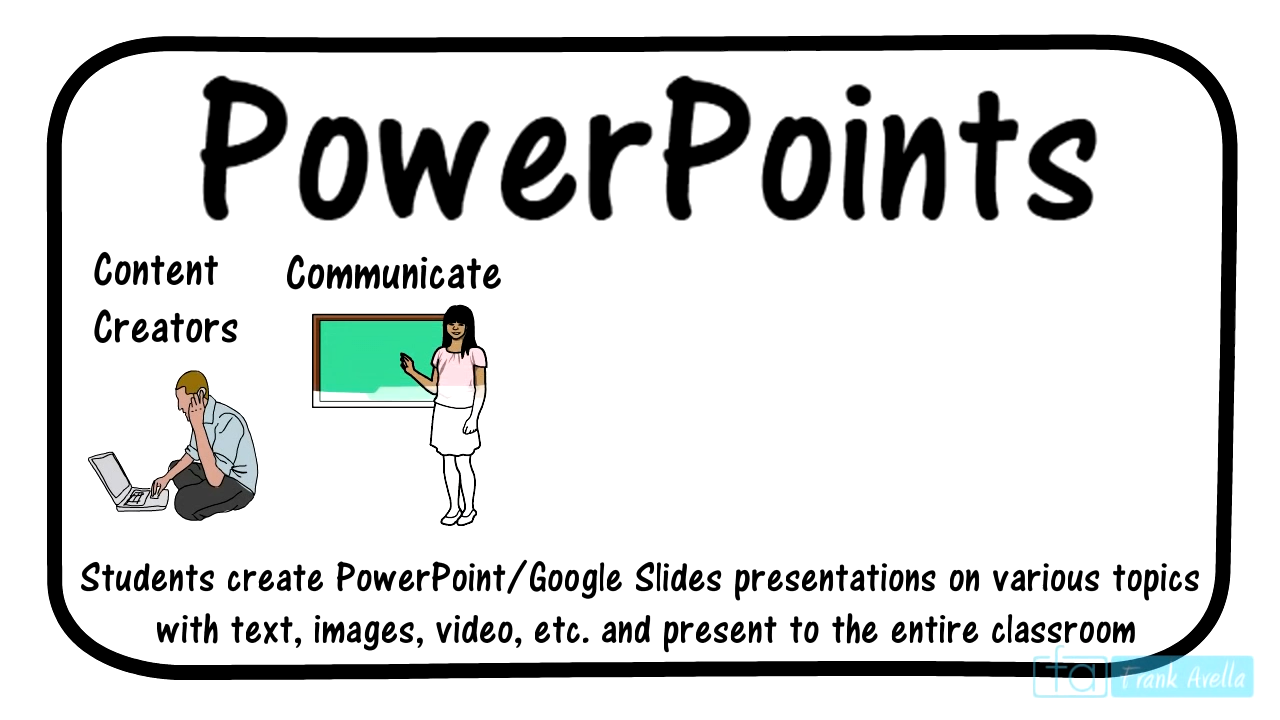 PowerPoints
Content
Creators
Communicate
Students create PowerPoint/Google Slides presentations on various topics
with text, images, video, etc. and present to the entire classroom
fa Frank Avella